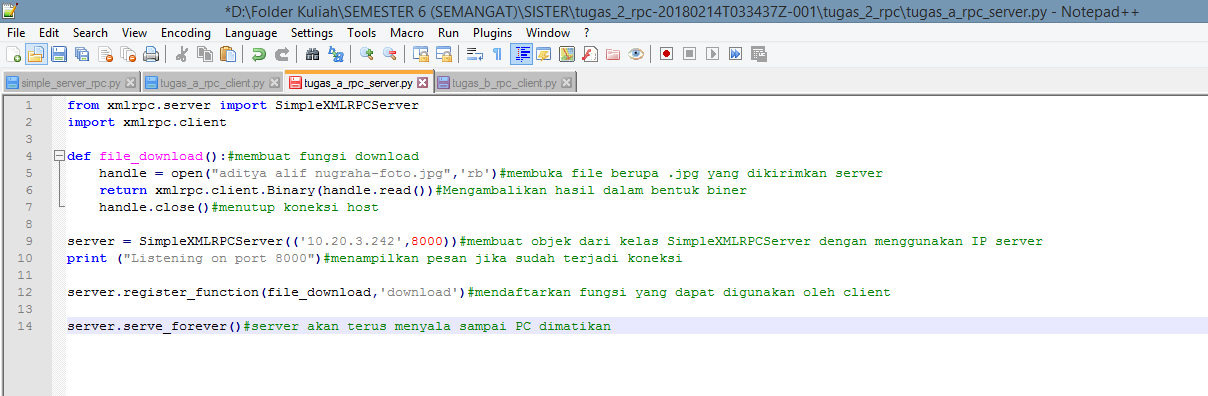 *D:\Folder Kuliah\SEMESTER 6 (SEMANGAT)\SISTER\tugas_2_rpc-20180214T033437Z-001\tugas_2_rpc\tugas_a_rpc_server.py - Notepad++
File Edit Search View Encoding Language Settings Tools Macro Run Plugins Window ?
simple_server_rpc.py tugas_a_rpc_client.py tugas_a_rpc_server.py tugas_b_rpc_client.py
1 from xmlrpc.server import SimpleXMLRPCServer
2 import xmlrpc.client
3
4 def file_download():#membuat fungsi download
5 handle = open("aditya alif nugraha-foto.jpg",'rb')#membuka file berupa .jpg yang dikirimkan server
6 return xmlrpc.client.Binary(handle.read())#Mengambalikan hasil dalam bentuk biner
7 handle.close()#menutup koneksi host
8
9 server = SimpleXMLRPCServer(('10.20.3.242',8000))#membuat objek dari kelas SimpleXMLRPCServer dengan menggunakan IP server
10 print ("Listening on port 8000")#menampilkan pesan jika sudah terjadi koneksi
11
12 server.register_function(file_download,'download')#mendaftarkan fungsi yang dapat digunakan oleh client
13
14 server.serve_forever()#server akan terus menyala sampai PC dimatikan